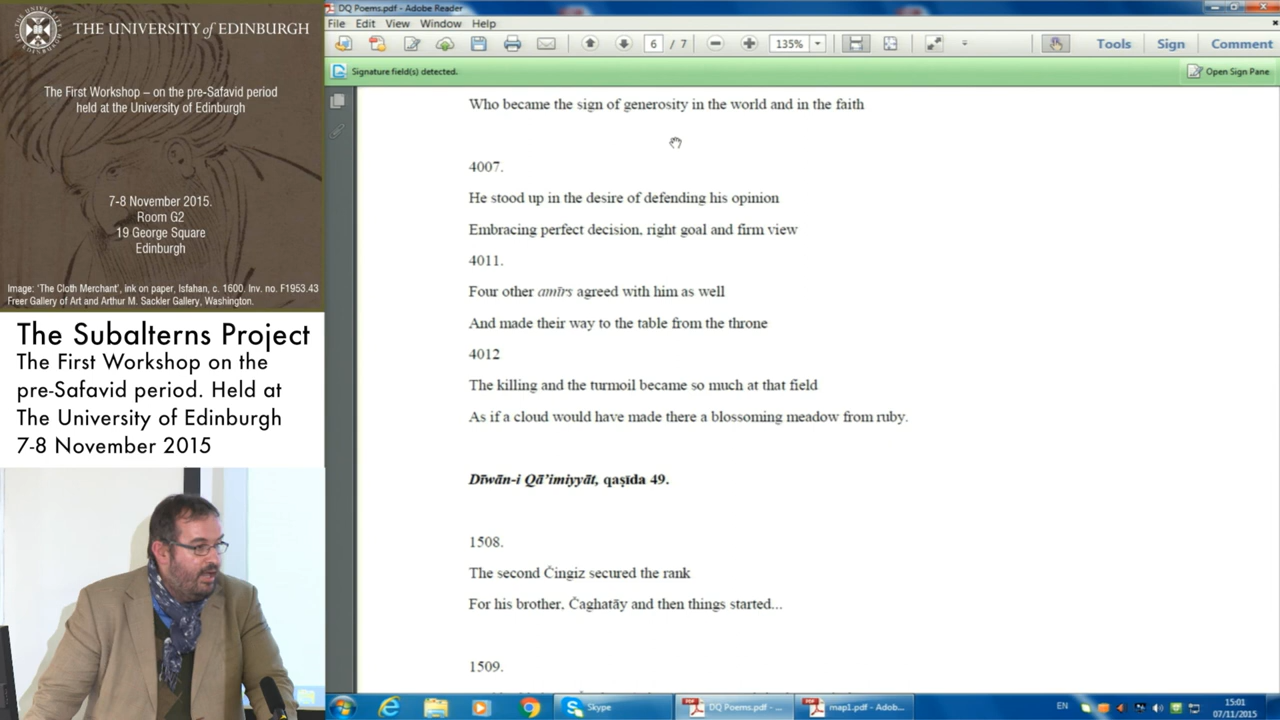 THE UNIVERSITY of EDINBURGH
The First Workshop – on the pre-Safavid period
held at the University of Edinburgh
7-8 November 2015.
Room G2
19 George Square
Edinburgh
Image: 'The Cloth Merchant', ink on paper, Isfahan, c. 1600. Inv. no. F1953.43
Freer Gallery of Art and Arthur M. Sackler Gallery, Washington.
The Subalterns Project
The First Workshop on the
pre-Safavid period. Held at
The University of Edinburgh
7-8 November 2015
DQ Poems.pdf - Adobe Reader
File Edit View Window Help
6 / 7 135% Tools Sign Comment
Signature field(s) detected. Open Sign Pane
Who became the sign of generosity in the world and in the faith
4007.
He stood up in the desire of defending his opinion
Embracing perfect decision, right goal and firm view
4011.
Four other amīrs agreed with him as well
And made their way to the table from the throne
4012
The killing and the turmoil became so much at that field
As if a cloud would have made there a blossoming meadow from ruby.
Dīwān-i Qā'imiyyāt, qaṣīda 49.
1508.
The second Čingiz secured the rank
For his brother, Čaghatāy and then things started...
1509.
Skype DQ Poems.pdf - ... map1.pdf - Adob... EN 15:01
07/11/2015